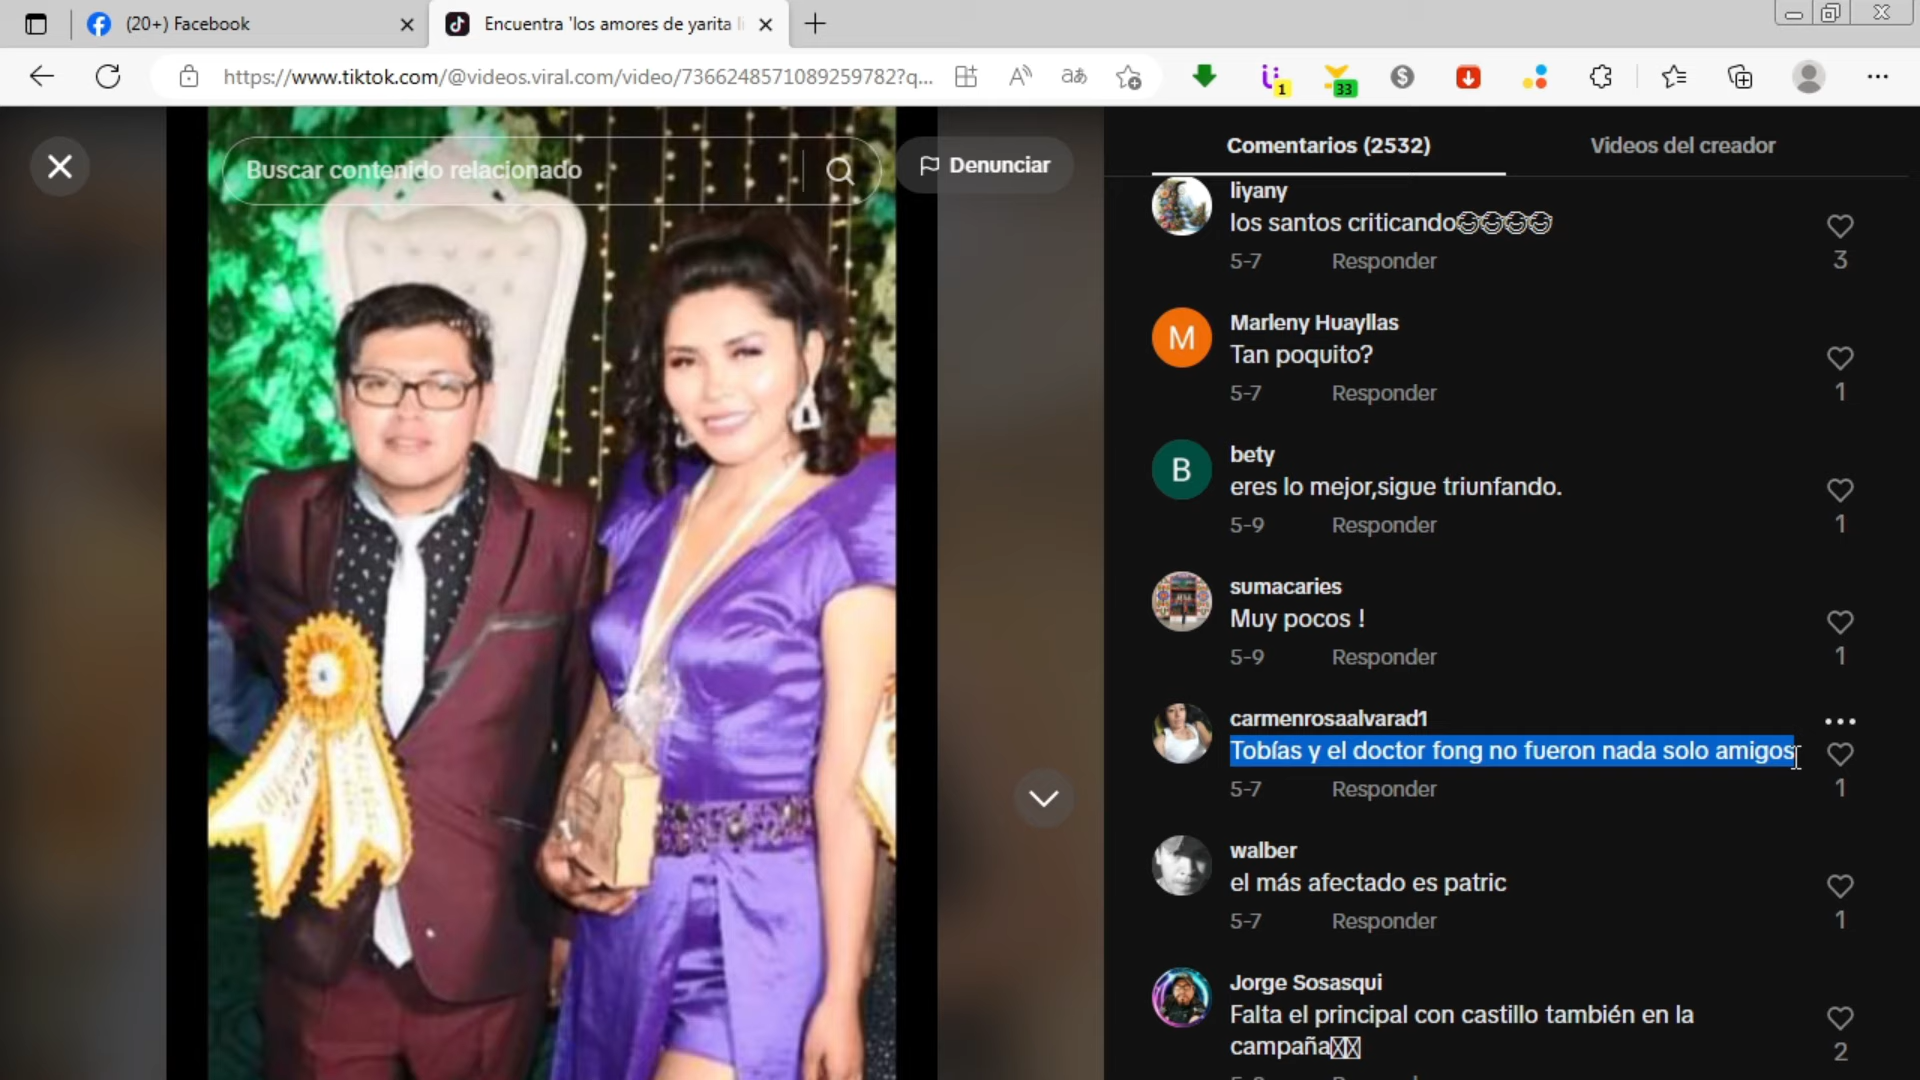 (20+) Facebook
Encuentra 'los amores de yarita li
https://www.tiktok.com/@videos.viral.com/video/7366248571089259782?q...
1
33
Buscar contenido relacionado
Denunciar
Comentarios (2532)
Videos del creador
liyany
los santos criticando😂😂😂😂
5-7 Responder
3
M
Marleny Huayllas
Tan poquito?
5-7 Responder
1
B
bety
eres lo mejor,sigue triunfando.
5-9 Responder
1
sumacaries
Muy pocos !
5-9 Responder
1
carmenrosaalvarad1
Tobías y el doctor fong no fueron nada solo amigos
5-7 Responder
1
walber
el más afectado es patric
5-7 Responder
1
Jorge Sosasqui
Falta el principal con castillo también en la
campaña
2